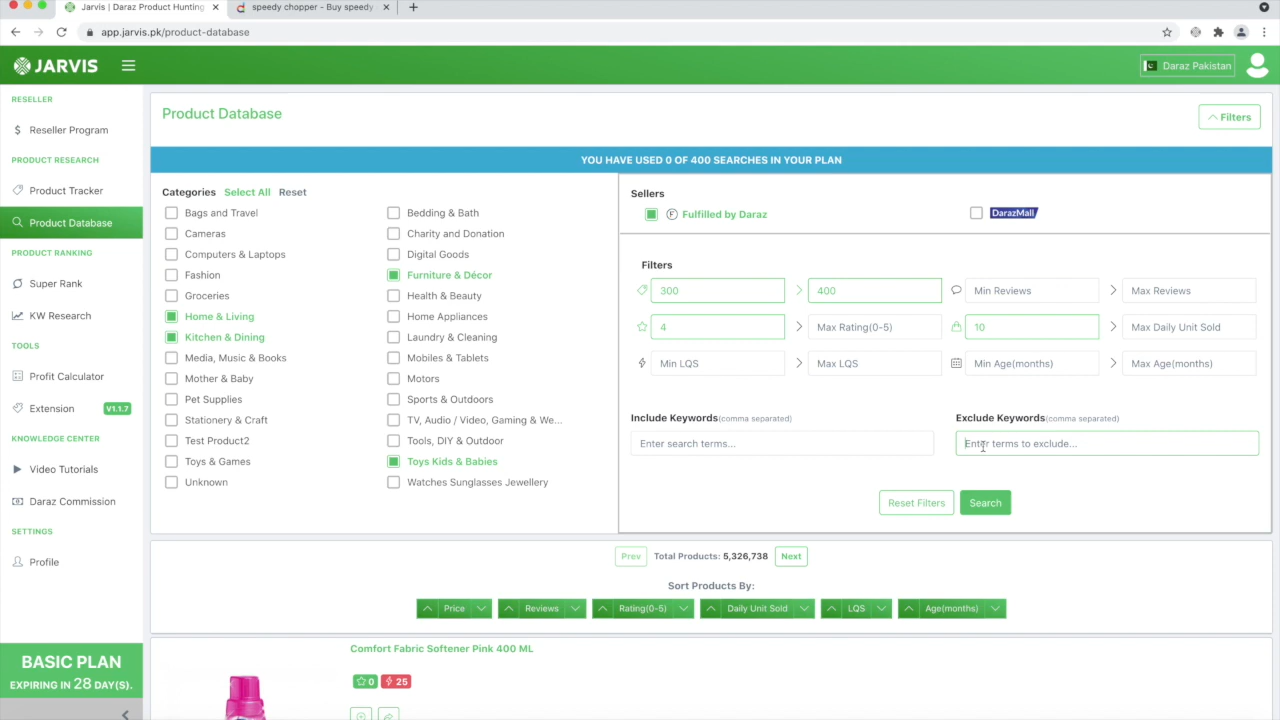 Jarvis | Daraz Product Hunting
speedy chopper - Buy speedy
app.jarvis.pk/product-database
JARVIS
Daraz Pakistan
RESELLER
Reseller Program
PRODUCT RESEARCH
Product Tracker
Product Database
PRODUCT RANKING
Super Rank
KW Research
TOOLS
Profit Calculator
Extension V1.1.7
KNOWLEDGE CENTER
Video Tutorials
Daraz Commission
SETTINGS
Profile
BASIC PLAN
EXPIRING IN 28 DAY(S).
Product Database
Filters
YOU HAVE USED 0 OF 400 SEARCHES IN YOUR PLAN
Categories Select All Reset
Bags and Travel
Cameras
Computers & Laptops
Fashion
Groceries
Home & Living
Kitchen & Dining
Media, Music & Books
Mother & Baby
Pet Supplies
Stationery & Craft
Test Product2
Toys & Games
Unknown
Bedding & Bath
Charity and Donation
Digital Goods
Furniture & Décor
Health & Beauty
Home Appliances
Laundry & Cleaning
Mobiles & Tablets
Motors
Sports & Outdoors
TV, Audio / Video, Gaming & We...
Tools, DIY & Outdoor
Toys Kids & Babies
Watches Sunglasses Jewellery
Sellers
F Fulfilled by Daraz
DarazMall
Filters
300 400 Min Reviews Max Reviews
4 Max Rating(0-5) 10 Max Daily Unit Sold
Min LQS Max LQS Min Age(months) Max Age(months)
Include Keywords(comma separated)
Enter search terms...
Exclude Keywords(comma separated)
Enter terms to exclude...
Reset Filters Search
Prev Total Products: 5,326,738 Next
Sort Products By:
Price Reviews Rating(0-5) Daily Unit Sold LQS Age(months)
Comfort Fabric Softener Pink 400 ML
0 25